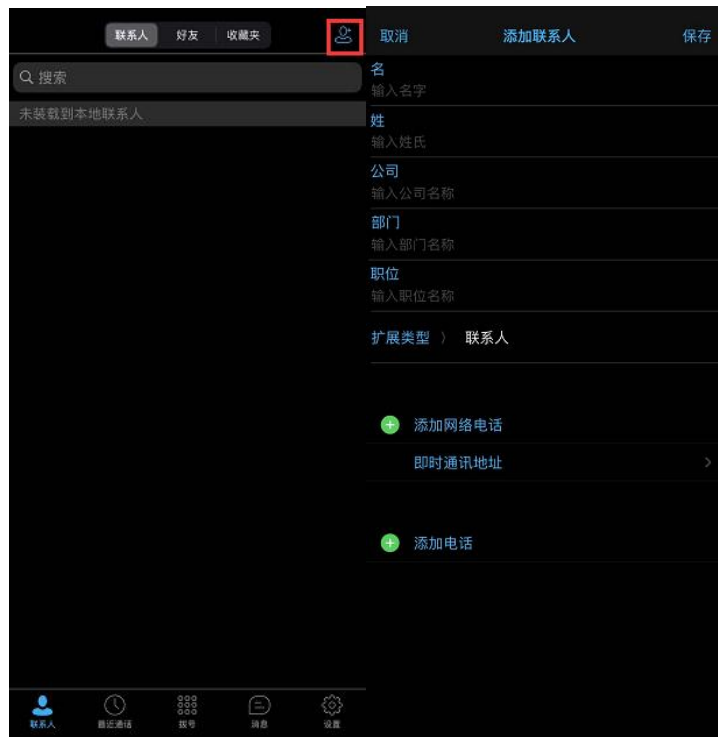 联系人 好友 收藏夹
搜索
未装载到本地联系人
联系人 最近通话 拨号 消息 设置
取消 添加联系人 保存
名
输入名字
姓
输入姓氏
公司
输入公司名称
部门
输入部门名称
职位
输入职位名称
扩展类型 〉 联系人
添加网络电话
即时通讯地址
添加电话